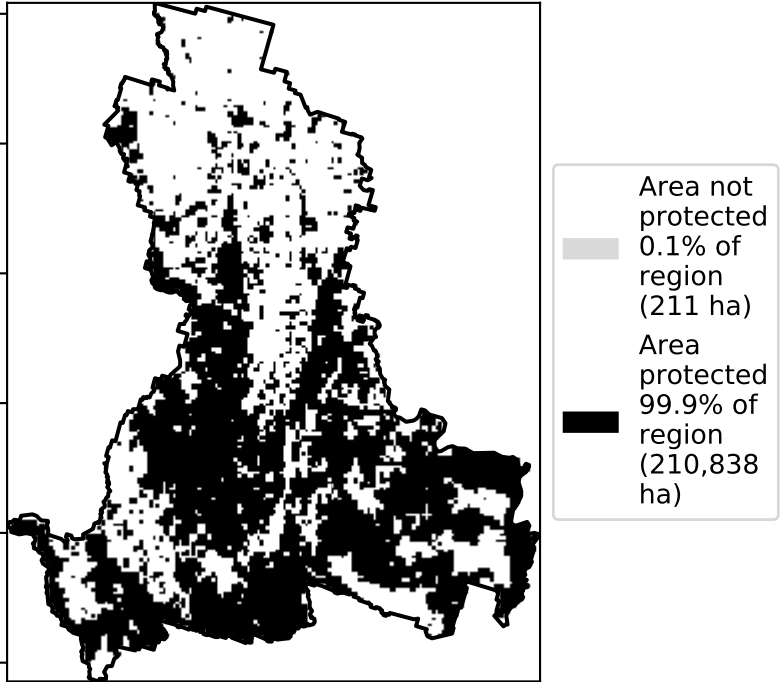 Area not
protected
0.1% of
region
(211 ha)
Area
protected
99.9% of
region
(210,838
ha)